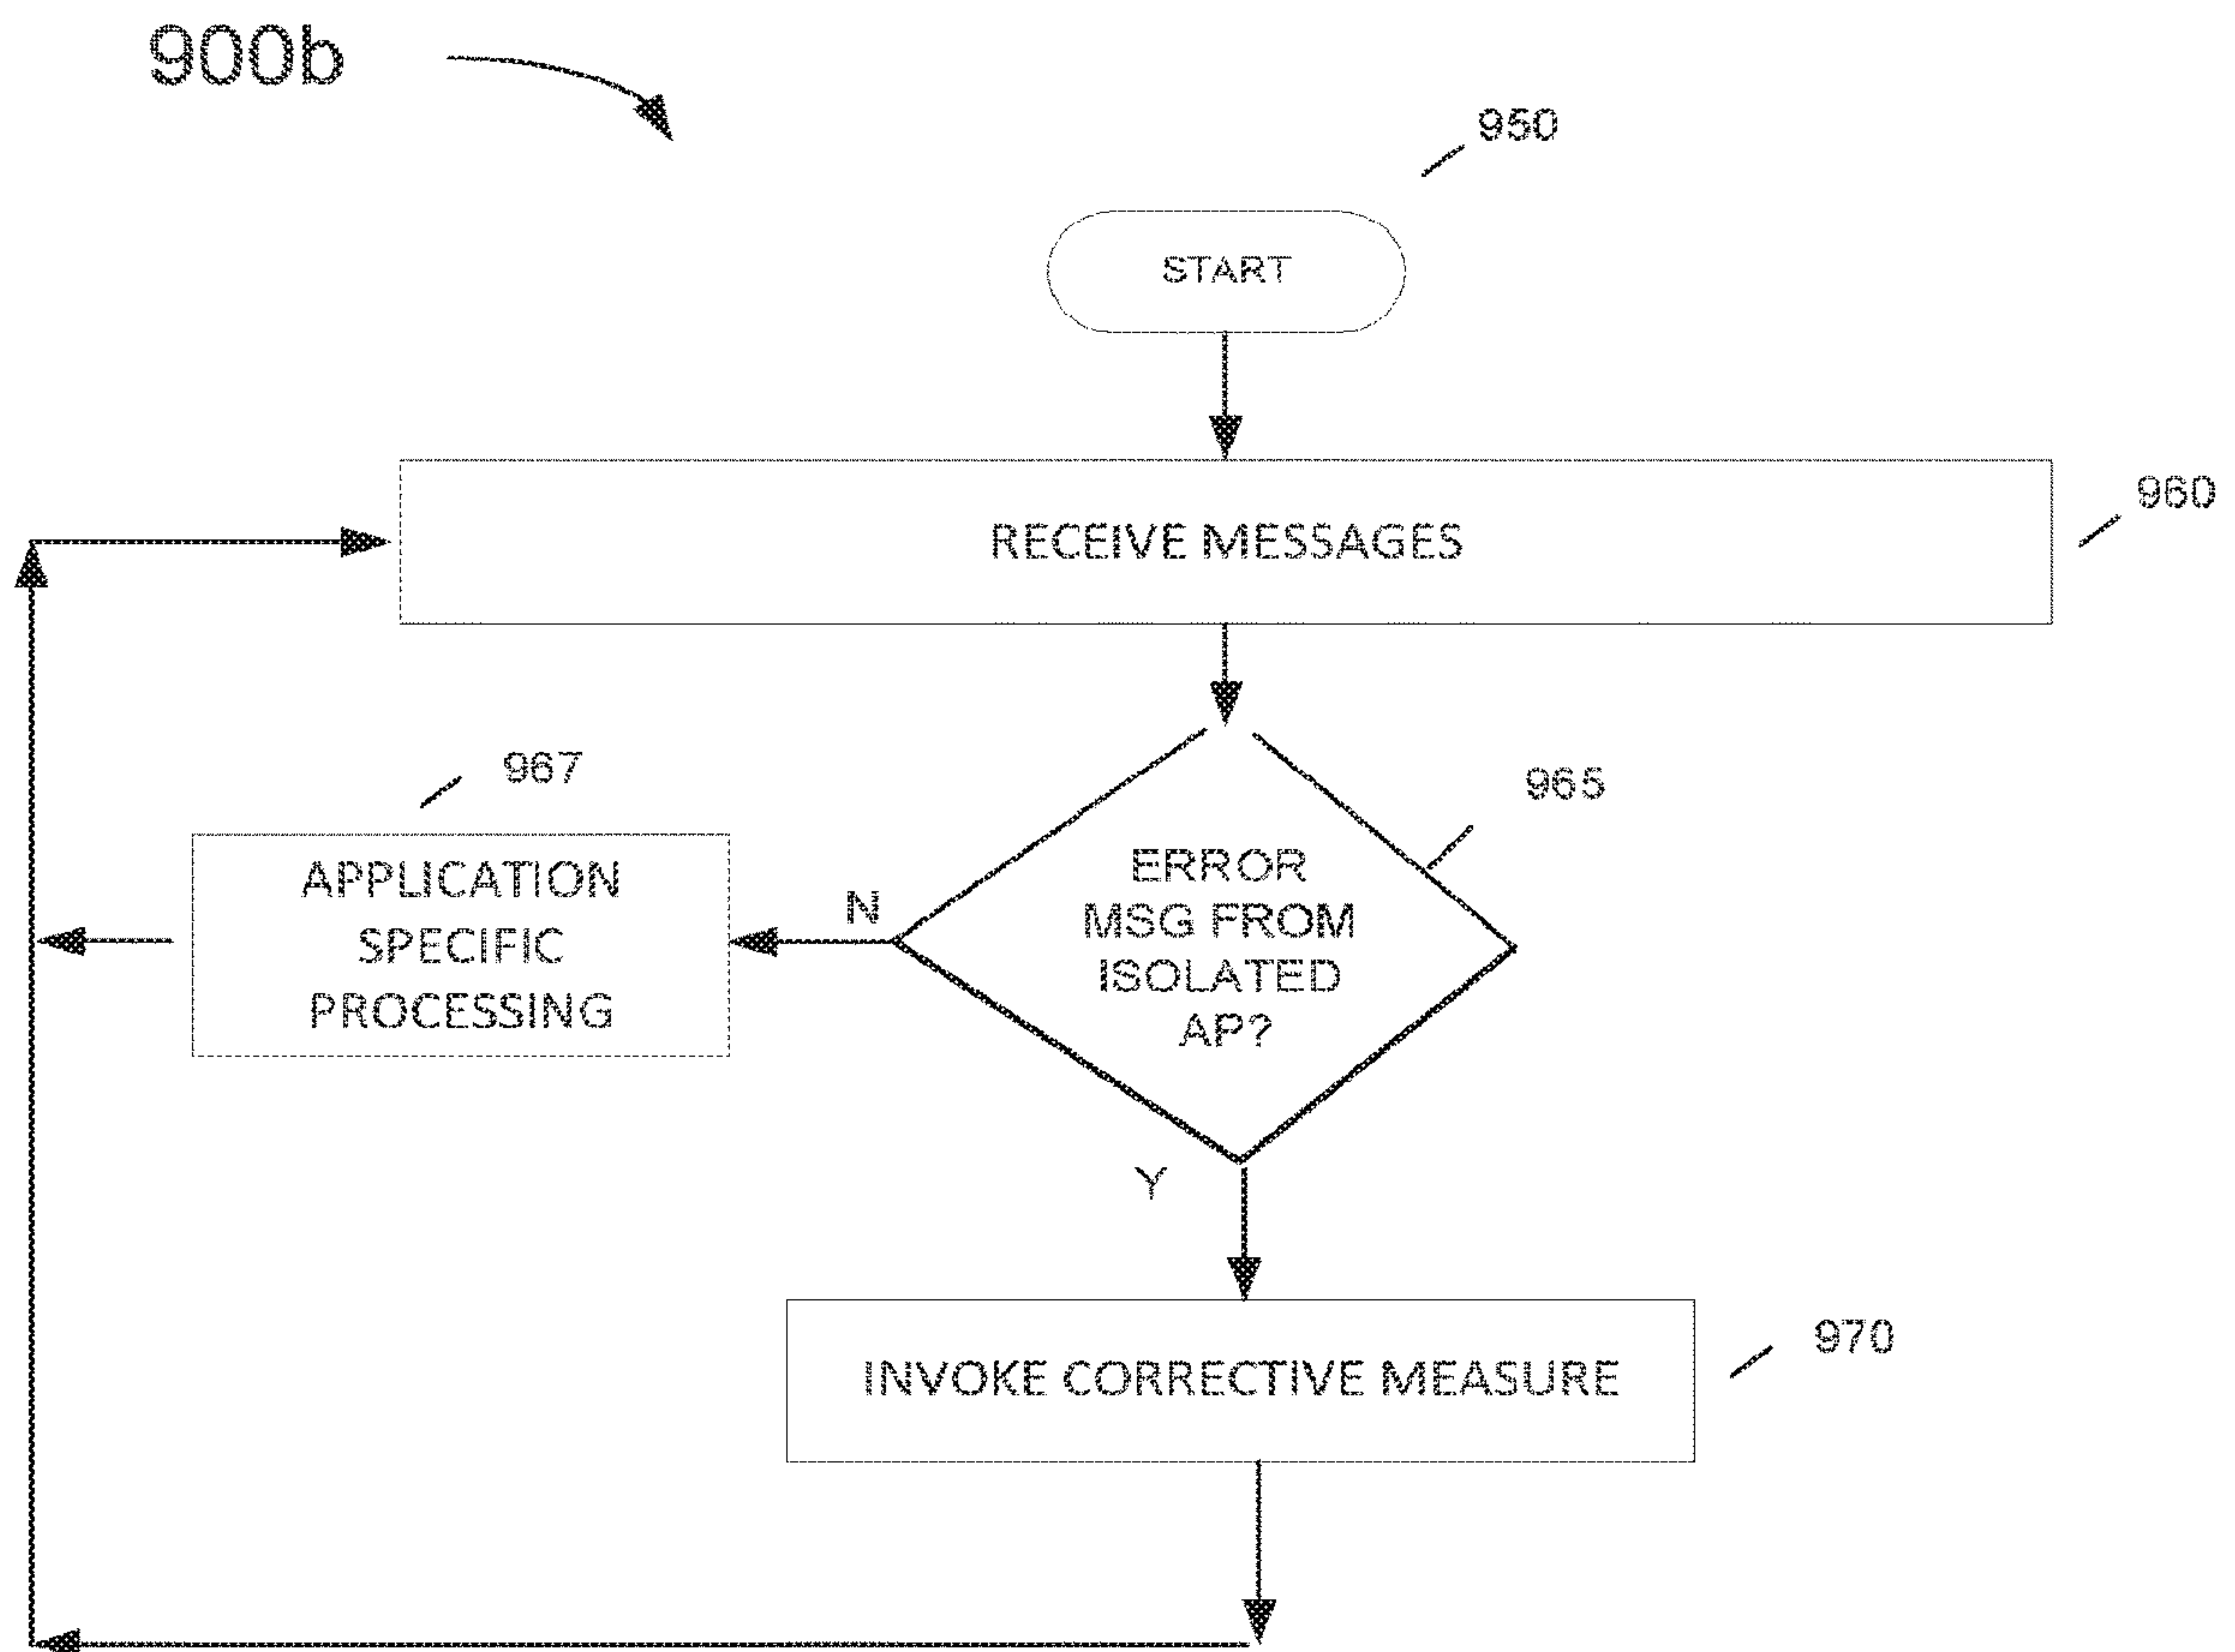 900b
950
START
960
RECEIVE MESSAGES
967
965
APPLICATION
SPECIFIC
PROCESSING
N
ERROR
MSG FROM
ISOLATED
AP?
Y
970
INVOKE CORRECTIVE MEASURE